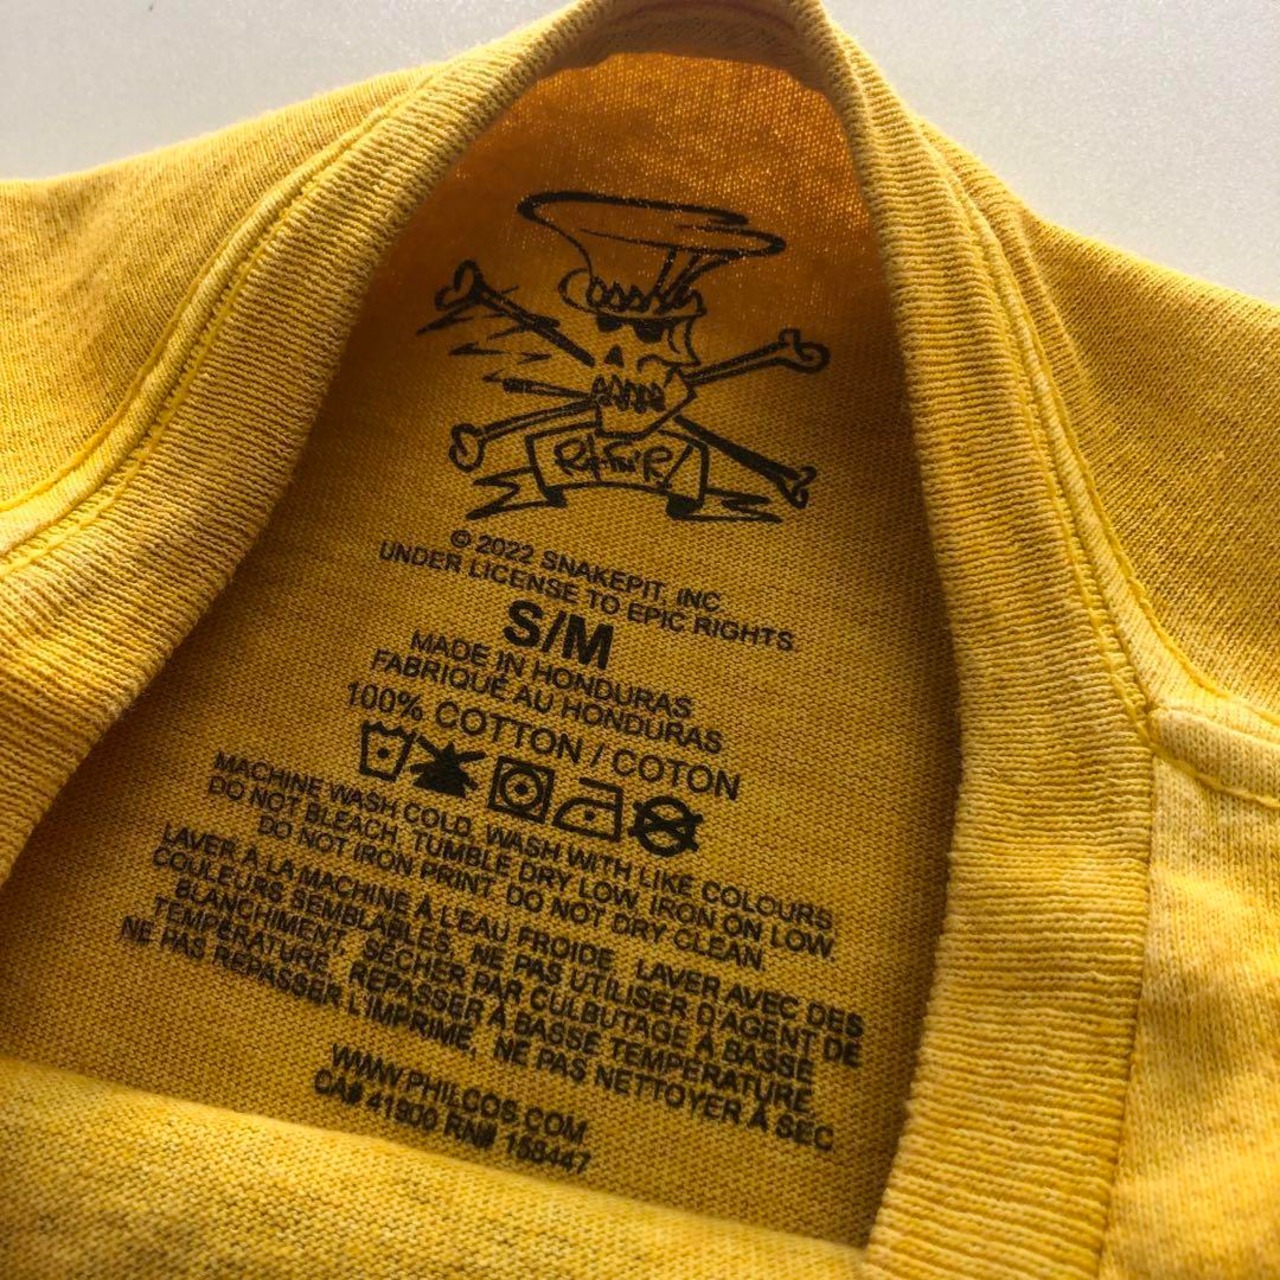 R&F'N'R
© 2022 SNAKEPIT, INC
UNDER LICENSE TO EPIC RIGHTS
S/M
MADE IN HONDURAS
FABRIQUÉ AU HONDURAS
100% COTTON / COTON
MACHINE WASH COLD. WASH WITH LIKE COLOURS.
DO NOT BLEACH, TUMBLE DRY LOW. IRON ON LOW.
DO NOT IRON PRINT. DO NOT DRY CLEAN.
LAVER À LA MACHINE À L'EAU FROIDE, LAVER AVEC DES
COULEURS SEMBLABLES, NE PAS UTILISER D'AGENT DE
BLANCHIMENT, SÉCHER PAR CULBUTAGE À BASSE
TEMPÉRATURE, REPASSER À BASSE TEMPÉRATURE,
NE PAS REPASSER L'IMPRIMÉ, NE PAS NETTOYER À SEC
WWW.PHILCOS.COM
CA# 41900 RN# 158447